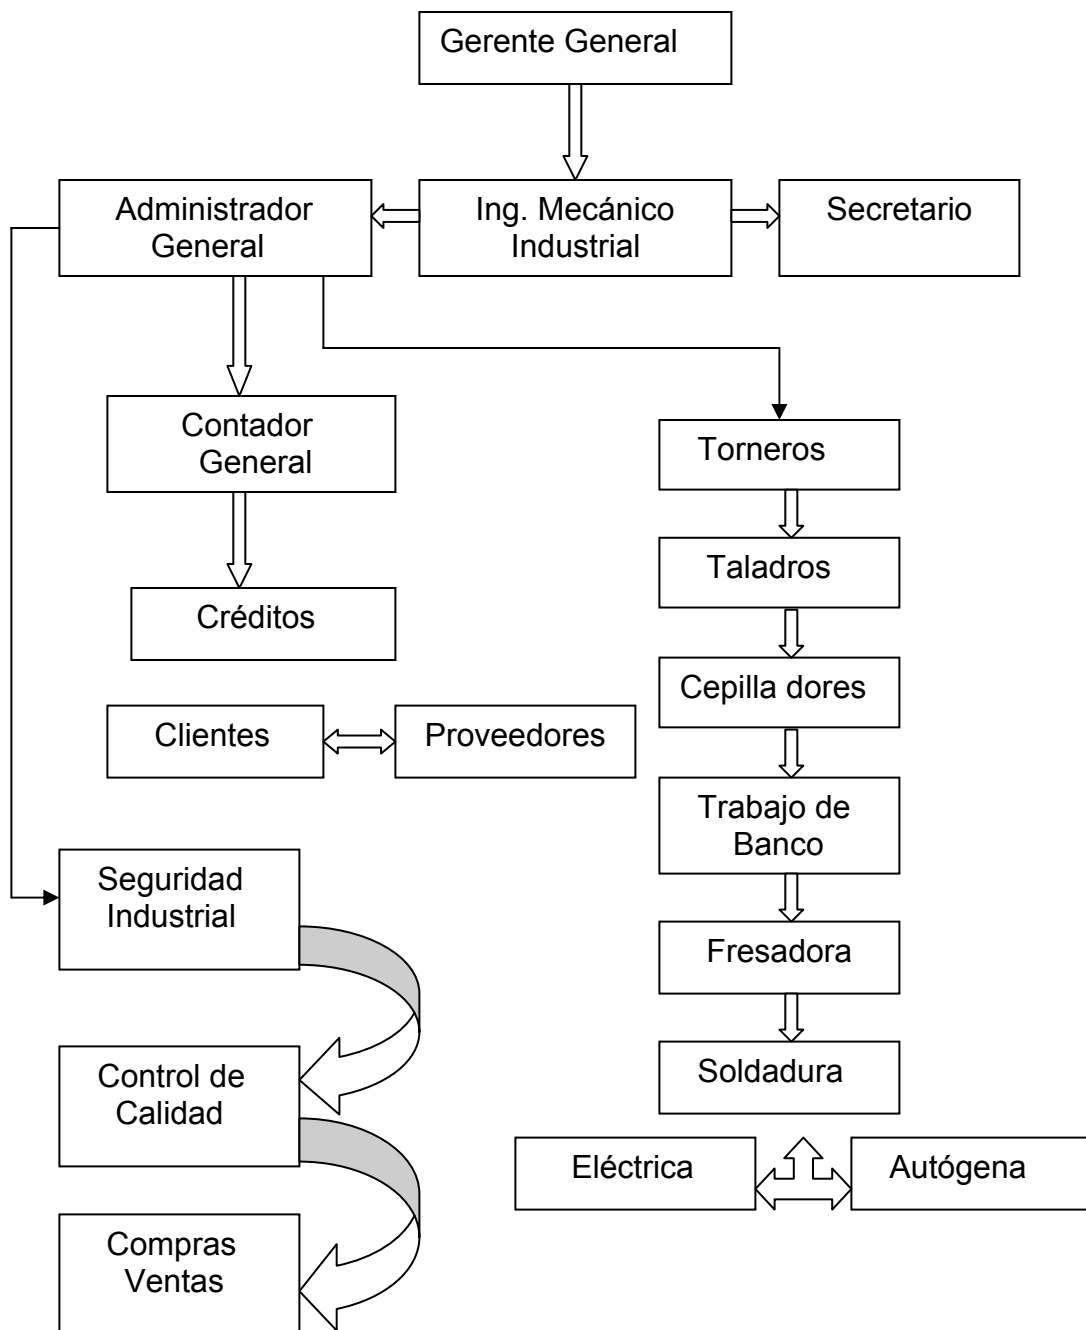 Gerente General
Administrador
General
Ing. Mecánico
Industrial
Secretario
Contador
General
Torneros
Taladros
Créditos
Cepilla dores
Clientes
Proveedores
Trabajo de
Banco
Seguridad
Industrial
Fresadora
Control de
Calidad
Soldadura
Eléctrica
Autógena
Compras
Ventas